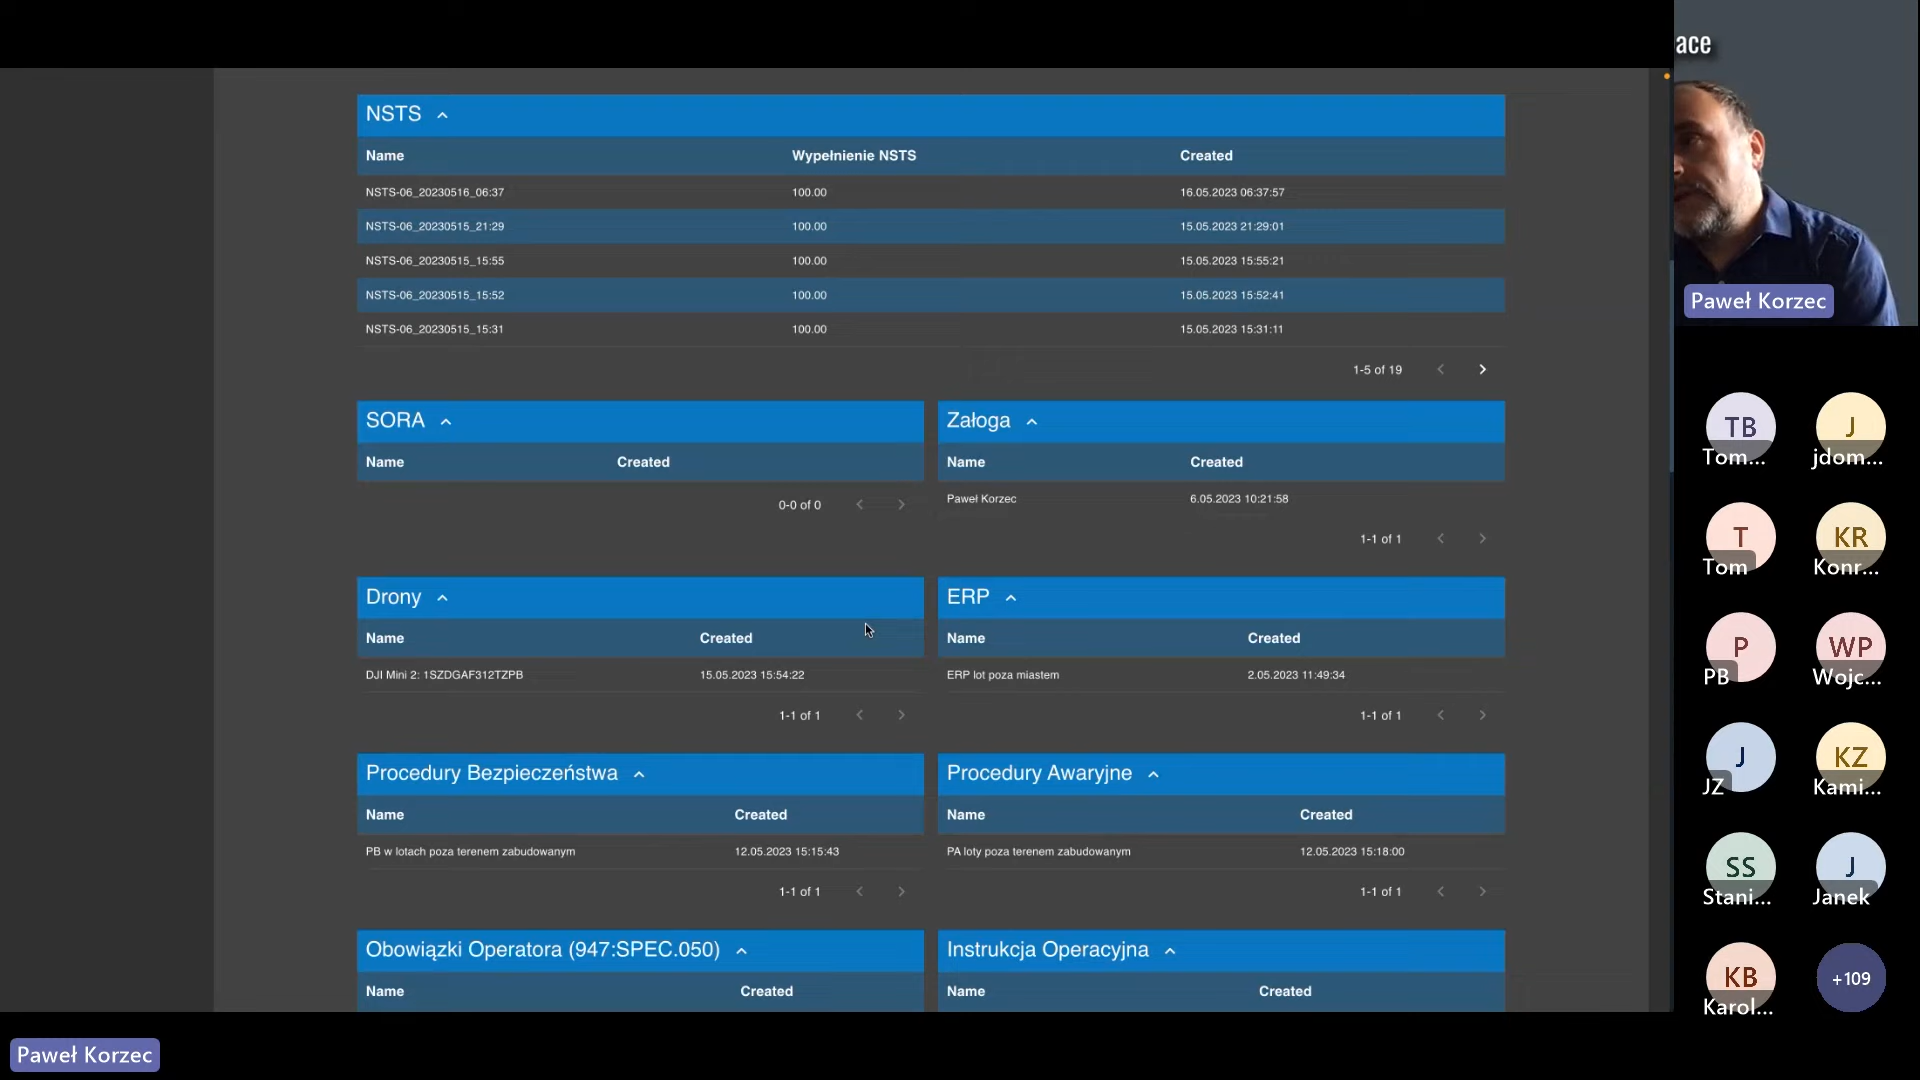 ace
NSTS
Name Wypełnienie NSTS Created
NSTS-06_20230516_06:37 100.00 16.05.2023 06:37:57
NSTS-06_20230515_21:29 100.00 15.05.2023 21:29:01
NSTS-06_20230515_15:55 100.00 15.05.2023 15:55:21
NSTS-06_20230515_15:52 100.00 15.05.2023 15:52:41
NSTS-06_20230515_15:31 100.00 15.05.2023 15:31:11
1-5 of 19
SORA
Name Created
0-0 of 0
Załoga
Name Created
Paweł Korzec 6.05.2023 10:21:58
1-1 of 1
Drony
Name Created
DJI Mini 2: 1SZDGAF312TZPB 15.05.2023 15:54:22
1-1 of 1
ERP
Name Created
ERP lot poza miastem 2.05.2023 11:49:34
1-1 of 1
Procedury Bezpieczeństwa
Name Created
PB w lotach poza terenem zabudowanym 12.05.2023 15:15:43
1-1 of 1
Procedury Awaryjne
Name Created
PA loty poza terenem zabudowanym 12.05.2023 15:18:00
1-1 of 1
Obowiązki Operatora (947:SPEC.050)
Name Created
Instrukcja Operacyjna
Name Created
Paweł Korzec
TB J
Tom... jdom...
T KR
Tom Konr...
P WP
PB Wojc...
J KZ
JZ Kami...
SS J
Stani... Janek
KB +109
Karol...
Paweł Korzec